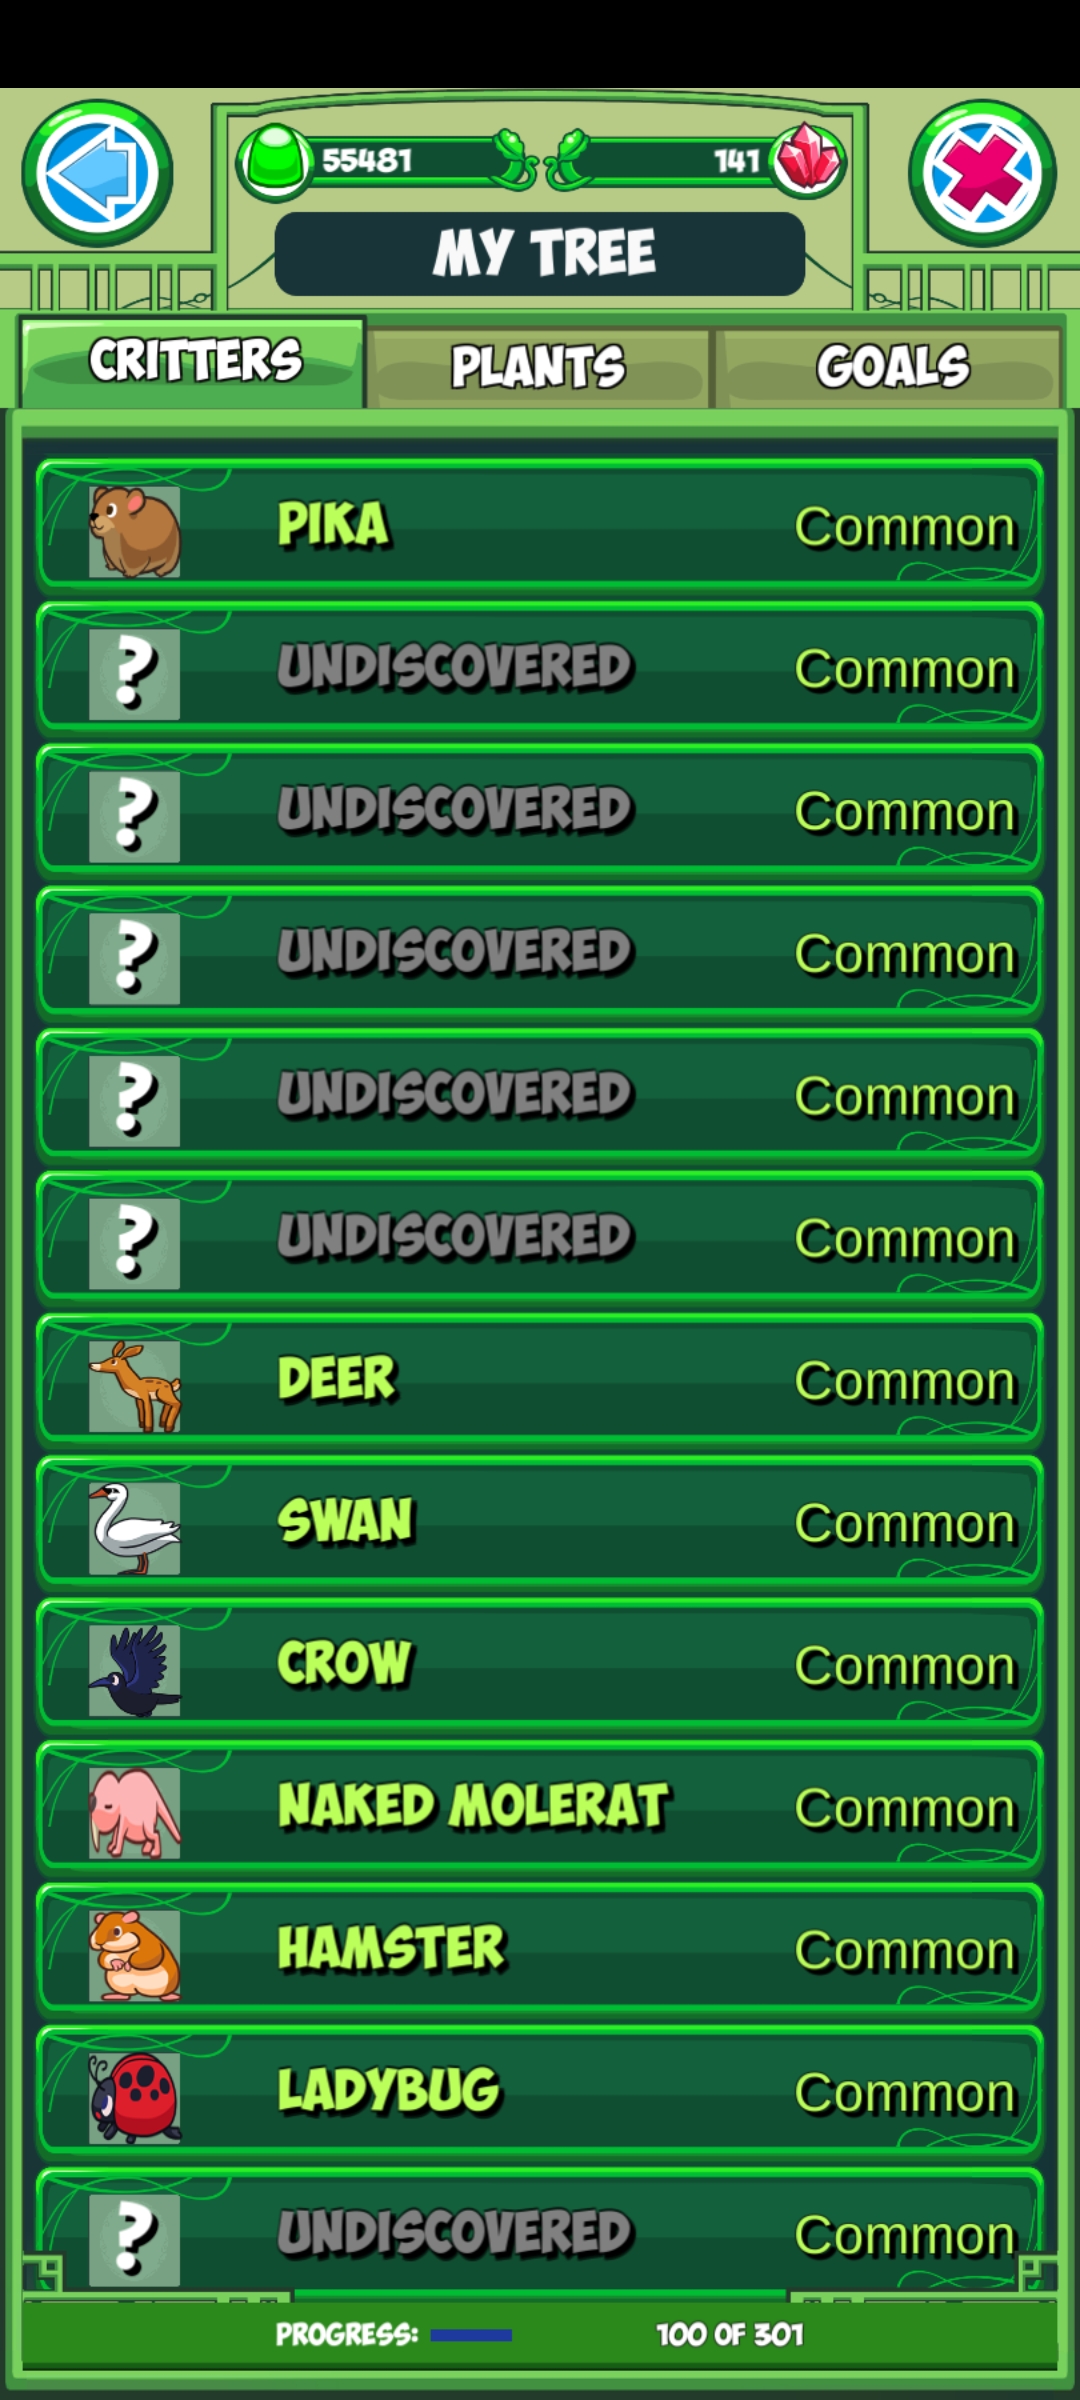 55481
141
MY TREE
CRITTERS
PLANTS
GOALS
PIKA Common
? UNDISCOVERED Common
? UNDISCOVERED Common
? UNDISCOVERED Common
? UNDISCOVERED Common
? UNDISCOVERED Common
DEER Common
SWAN Common
CROW Common
NAKED MOLERAT Common
HAMSTER Common
LADYBUG Common
? UNDISCOVERED Common
PROGRESS: 100 OF 301